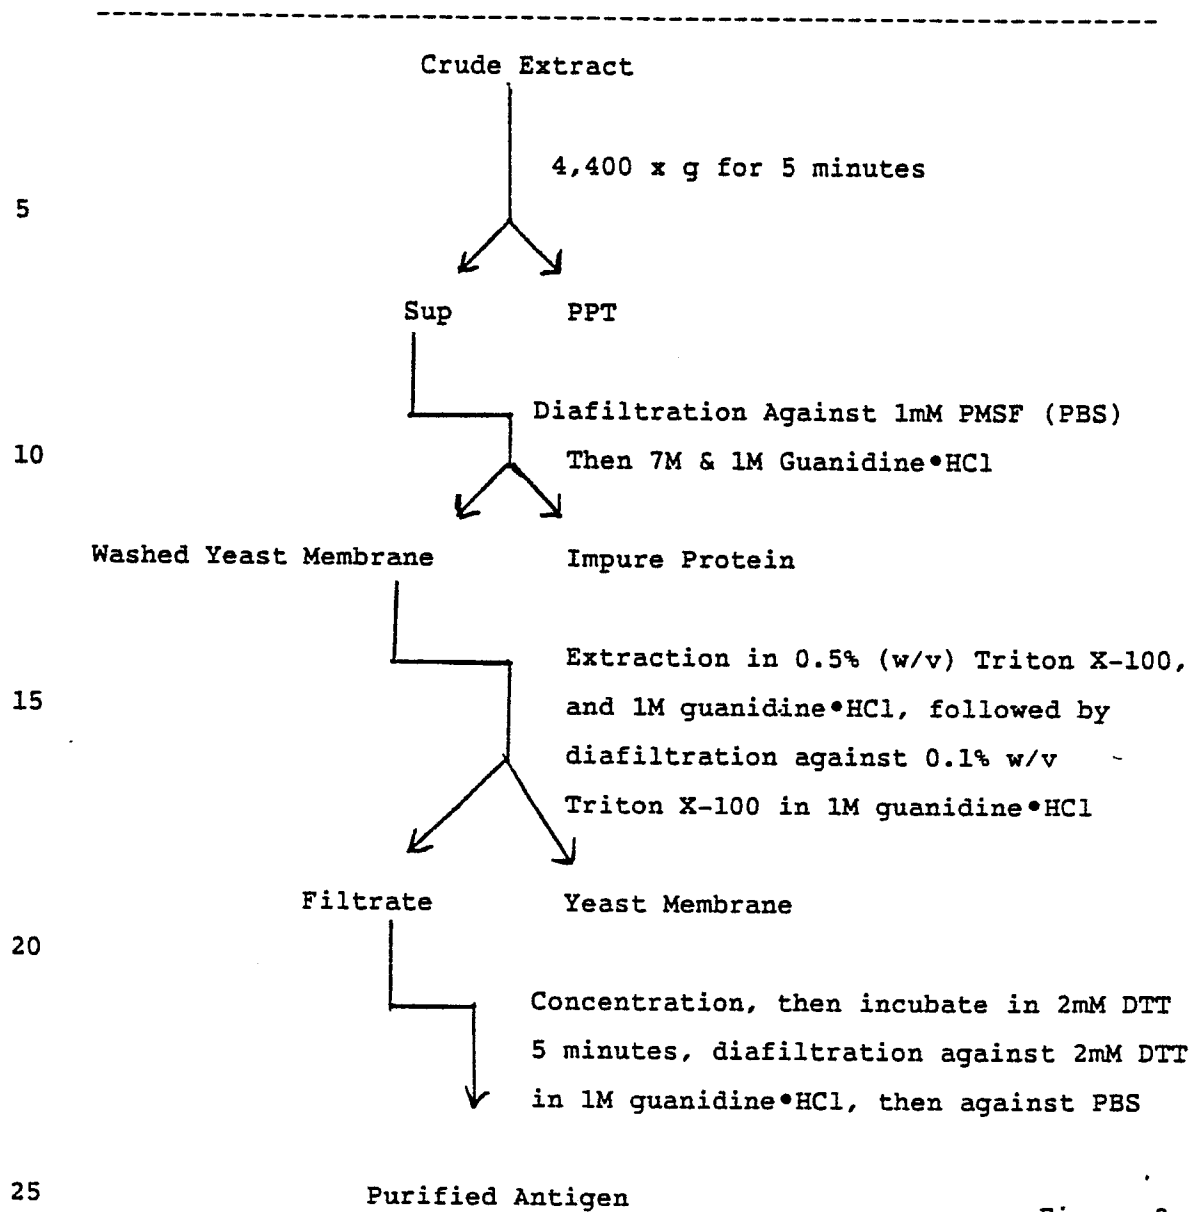 Crude Extract
4,400 x g for 5 minutes
5
Sup PPT
Diafiltration Against 1mM PMSF (PBS)
10
Then 7M & 1M Guanidine•HCl
Washed Yeast Membrane Impure Protein
Extraction in 0.5% (w/v) Triton X-100,
15
and 1M guanidine•HCl, followed by
diafiltration against 0.1% w/v
Triton X-100 in 1M guanidine•HCl
Filtrate Yeast Membrane
20
Concentration, then incubate in 2mM DTT
5 minutes, diafiltration against 2mM DTT
in 1M guanidine•HCl, then against PBS
25
Purified Antigen